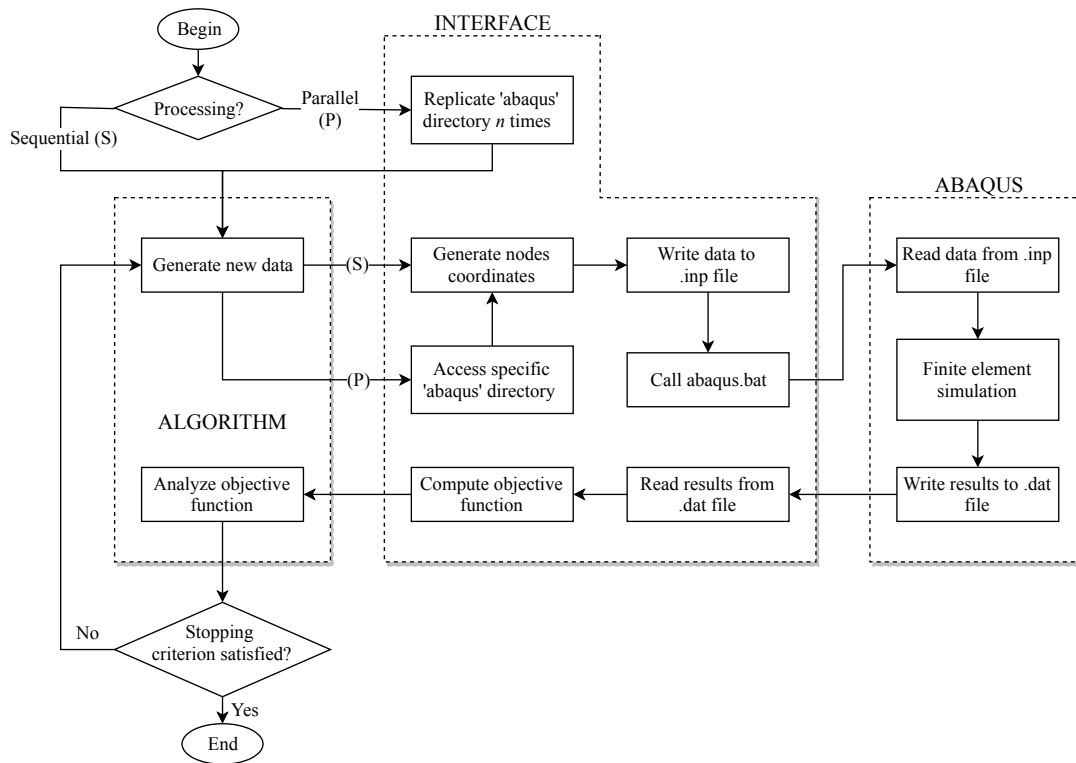 Begin
INTERFACE
Processing?
Parallel
(P)
Replicate 'abaqus'
directory n times
Sequential (S)
ABAQUS
Generate new data
(S)
Generate nodes
coordinates
Write data to
.inp file
Read data from .inp
file
(P)
Access specific
'abaqus' directory
Call abaqus.bat
Finite element
simulation
ALGORITHM
Analyze objective
function
Compute objective
function
Read results from
.dat file
Write results to .dat
file
No
Stopping
criterion satisfied?
Yes
End